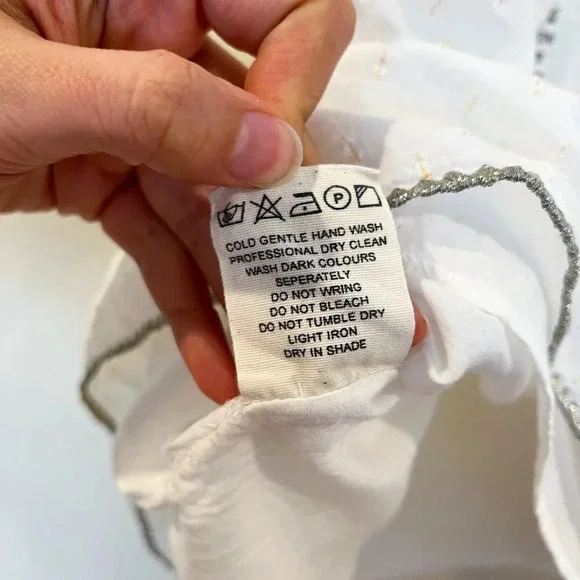 P
COLD GENTLE HAND WASH
PROFESSIONAL DRY CLEAN
WASH DARK COLOURS
SEPERATELY
DO NOT WRING
DO NOT BLEACH
DO NOT TUMBLE DRY
LIGHT IRON
DRY IN SHADE